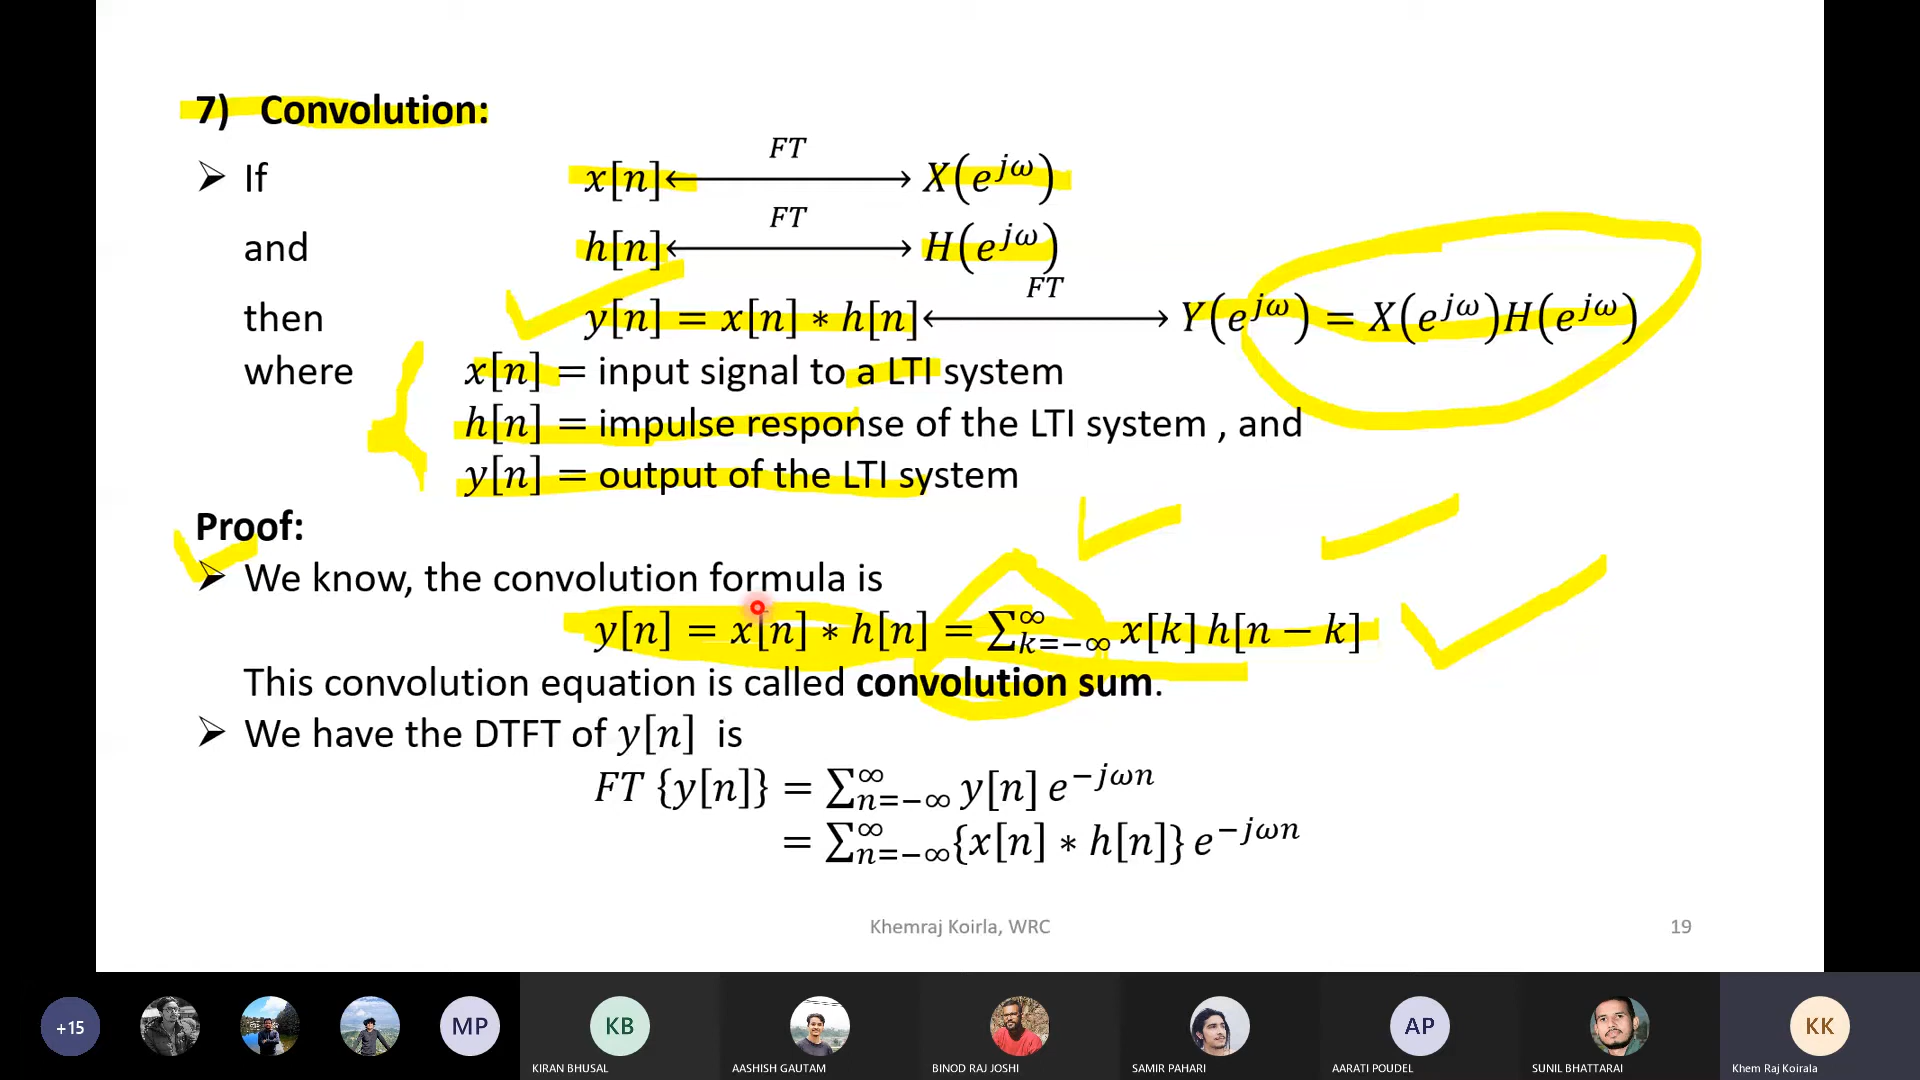 7) Convolution:
➢ If x[n] ⟷ X(e^{jω})
FT
and h[n] ⟷ H(e^{jω})
FT
then y[n] = x[n] ∗ h[n] ⟷ Y(e^{jω}) = X(e^{jω})H(e^{jω})
FT
where x[n] = input signal to a LTI system
h[n] = impulse response of the LTI system , and
y[n] = output of the LTI system
Proof:
➢ We know, the convolution formula is
y[n] = x[n] ∗ h[n] = ∑_{k=−∞}^{∞} x[k] h[n − k]
This convolution equation is called convolution sum.
➢ We have the DTFT of y[n] is
FT {y[n]} = ∑_{n=−∞}^{∞} y[n] e^{−jωn}
= ∑_{n=−∞}^{∞} {x[n] ∗ h[n]} e^{−jωn}
Khemraj Koirla, WRC 19
+15 MP KB AP KK
KIRAN BHUSAL AASHISH GAUTAM BINOD RAJ JOSHI SAMIR PAHARI AARATI POUDEL SUNIL BHATTARAI Khem Raj Koirala